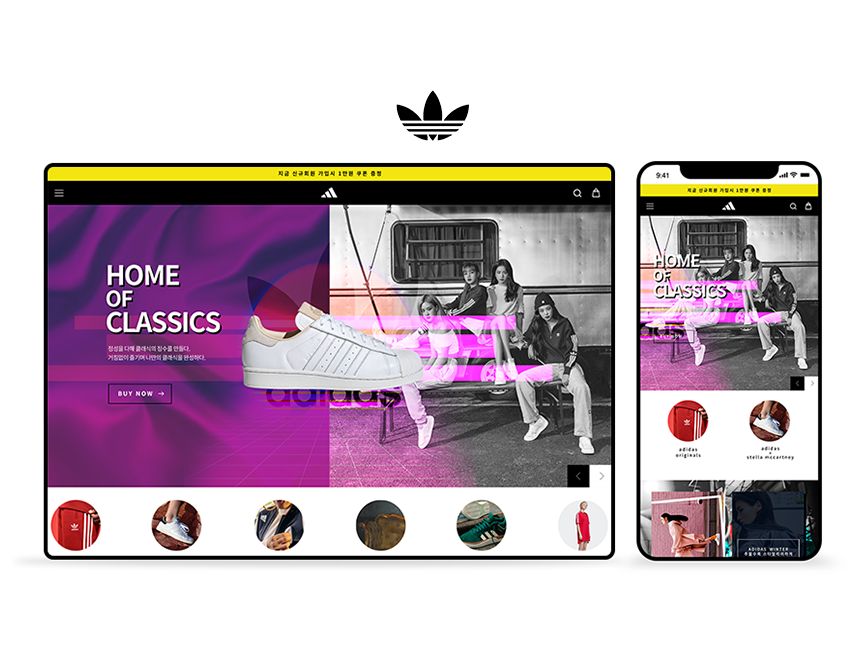 지금 신규회원 가입시 1만원 쿠폰 증정
HOME
OF
CLASSICS
정성을 다해 클래식의 정수를 만들다.
거침없이 즐기며 나만의 클래식을 완성하다.
BUY NOW →
adidas
9:41
지금 신규회원 가입시 1만원 쿠폰 증정
HOME
OF
CLASSICS
adidas
originals
adidas
stella mccartney
ADIDAS WINTER